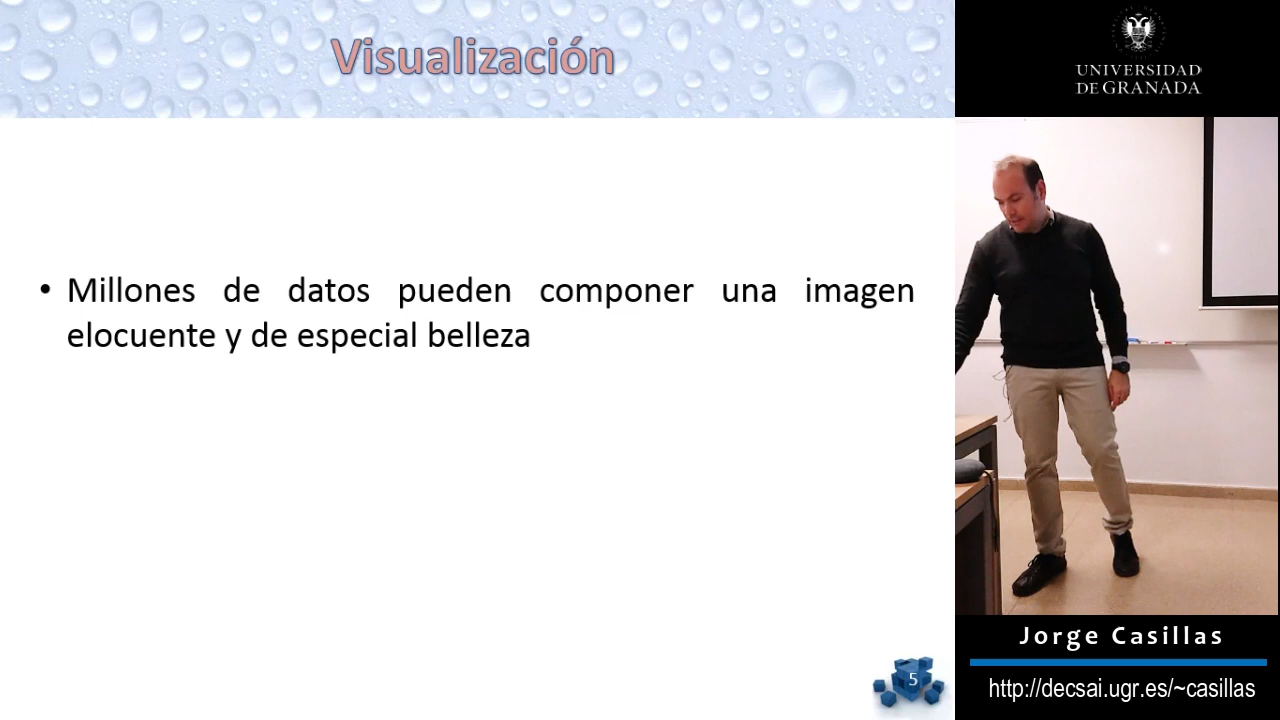 Visualización
• Millones de datos pueden componer una imagen
elocuente y de especial belleza
5
UNIVERSIDAD
DE GRANADA
Jorge Casillas
http://decsai.ugr.es/~casillas